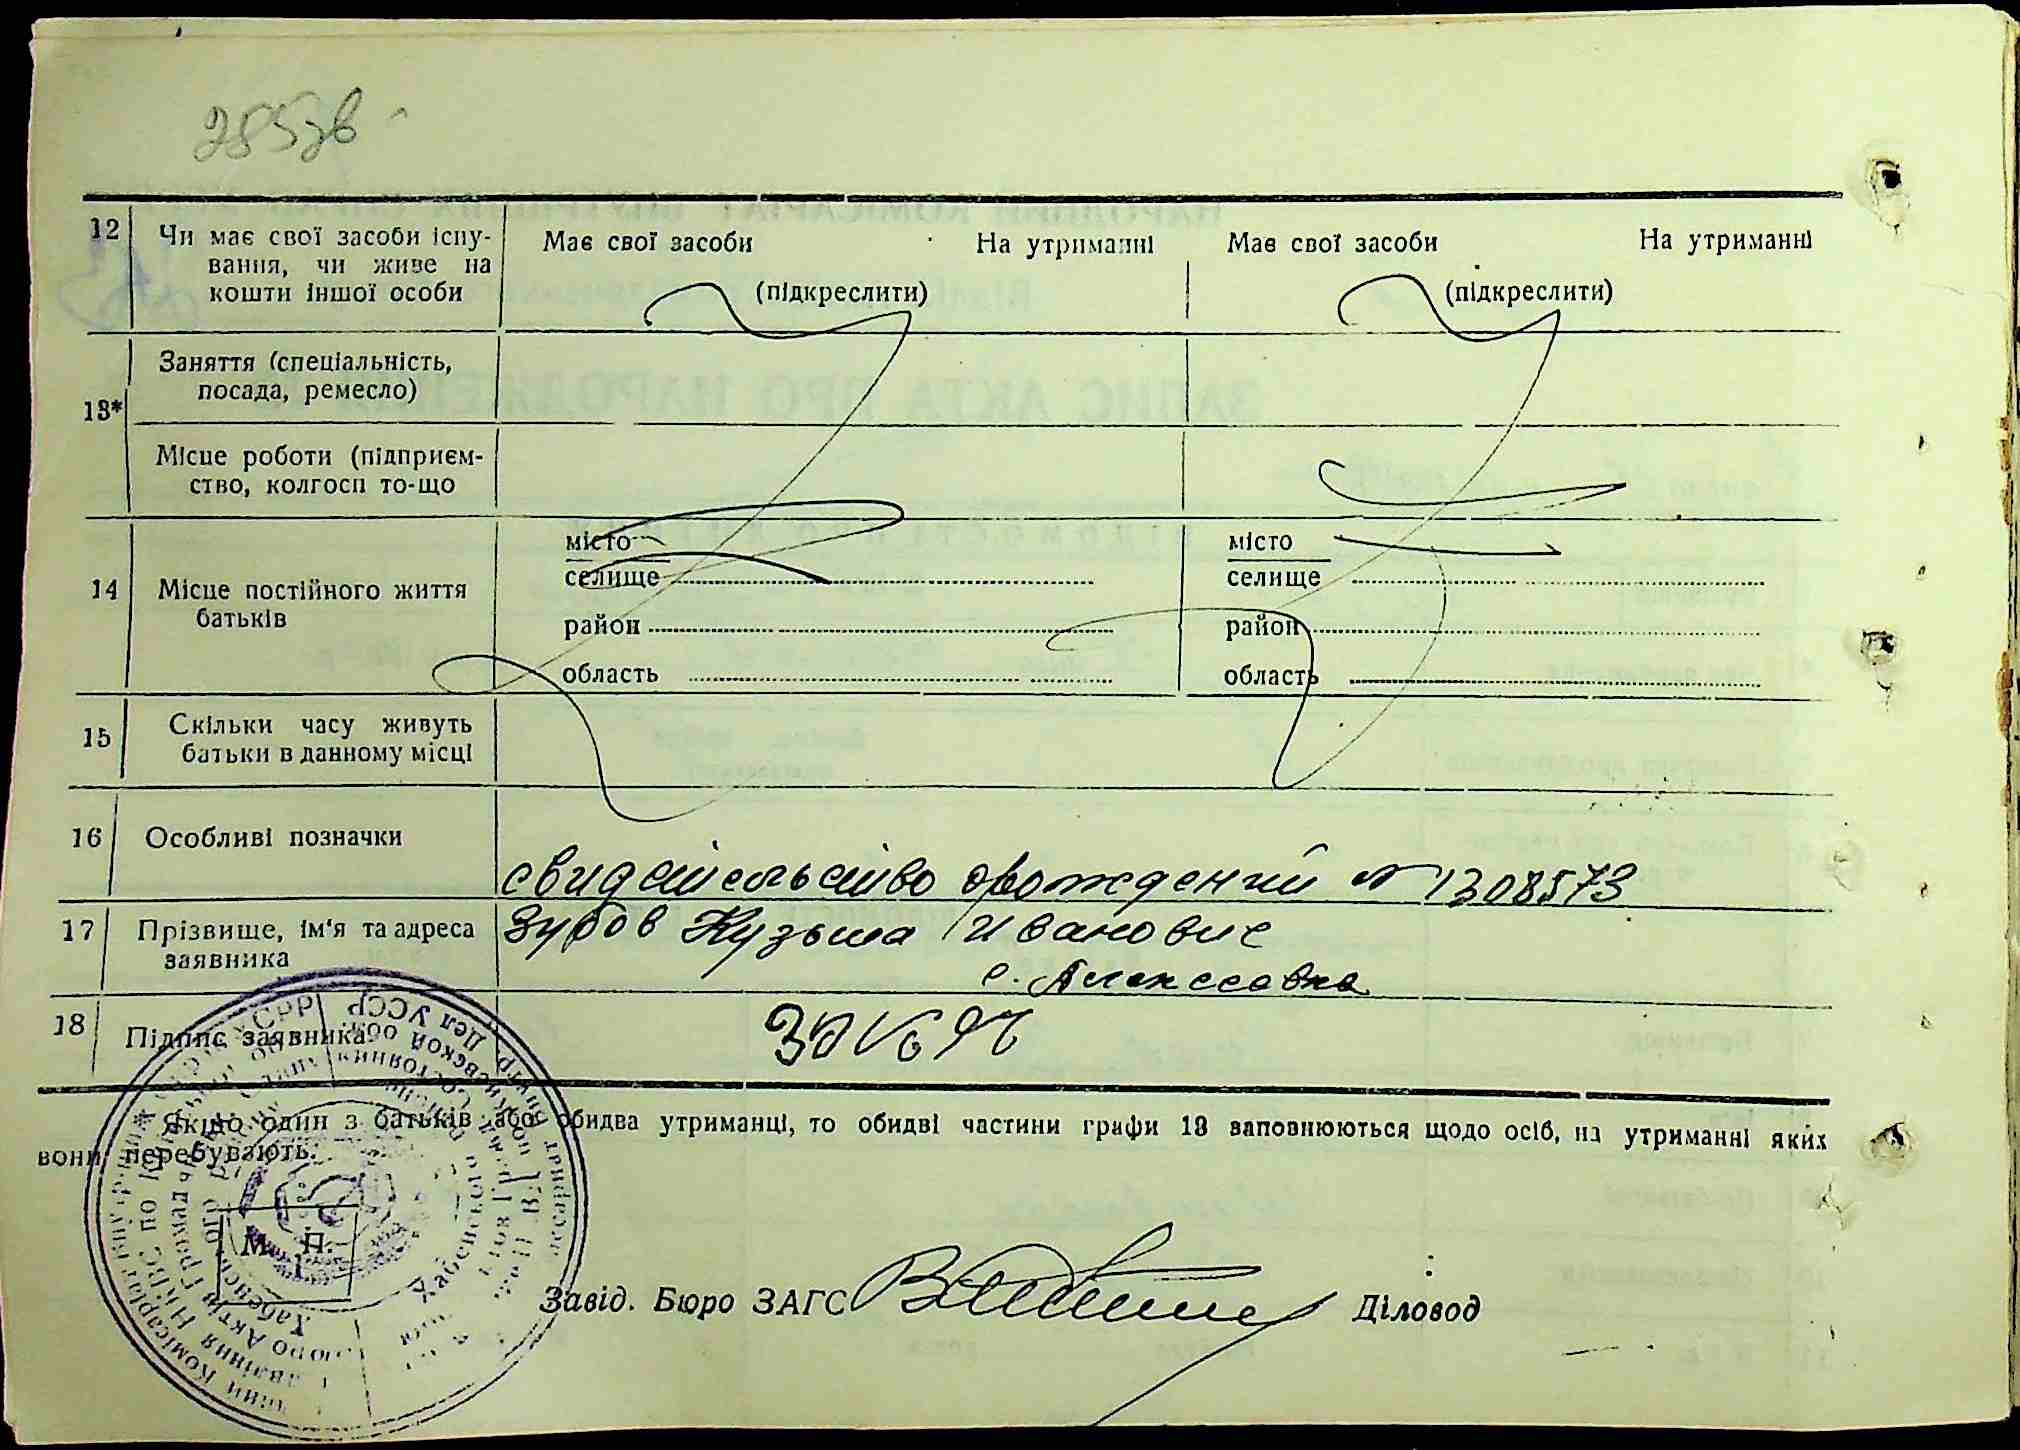 12 Чи має свої засоби існу-
вання, чи живе на
кошти іншої особи
Має свої засоби На утриманні Має свої засоби На утриманні
(підкреслити) (підкреслити)
13*
Заняття (спеціальність,
посада, ремесло)
Місце роботи (підприєм-
ство, колгосп то-що
14 Місце постійного життя
батьків
місто місто
селище селище
район район
область область
15 Скільки часу живуть
батьки в данному місці
16 Особливі позначки
свидетельство орождений № 1308573
17 Прізвище, ім'я та адреса
заявника
Зубов Кузьма Иванович
с. Алексеевка
18 Підпис заявника
Якщо один з батьків або обидва утриманці, то обидві частини графи 13 заповнюються щодо осіб, на утриманні яких
вони перебувають.
М. П.
Завід. Бюро ЗАГС Діловод